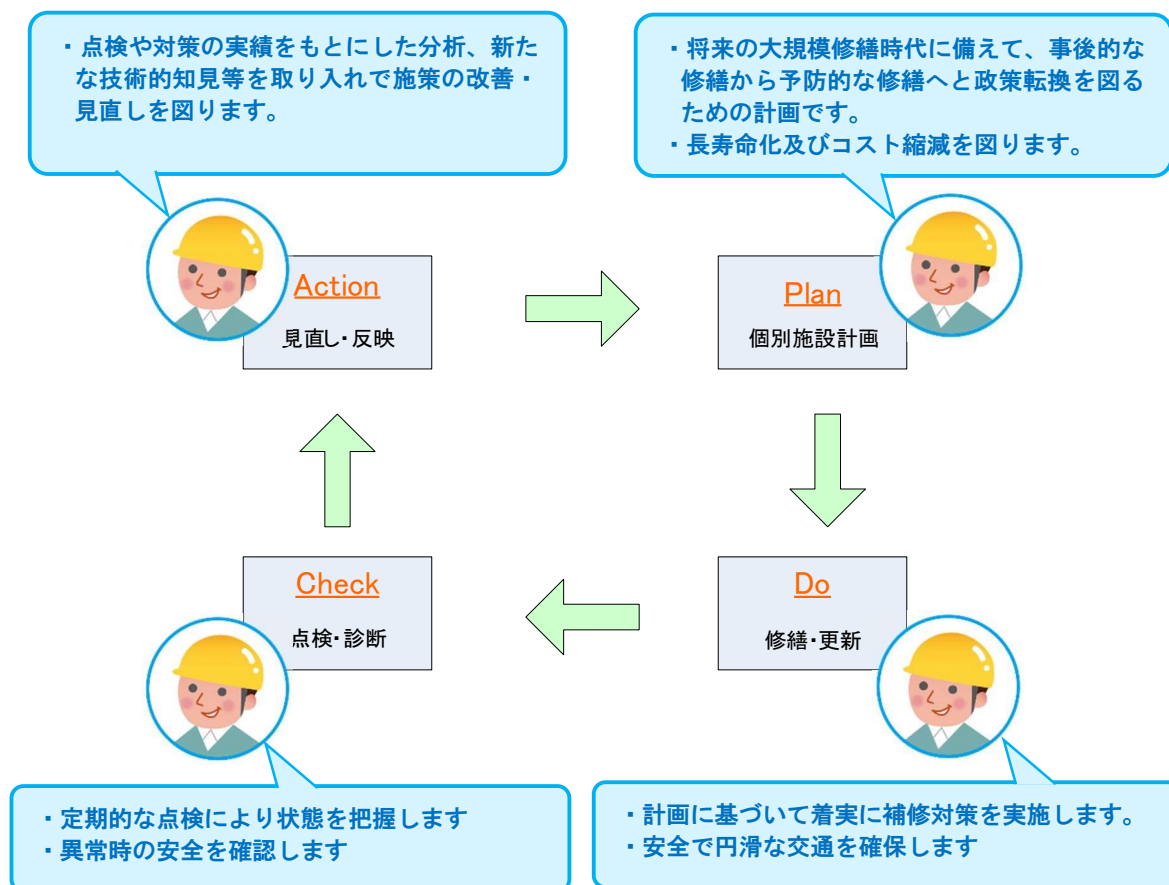 ・点検や対策の実績をもとにした分析、新た
な技術的知見等を取り入れで施策の改善・
見直しを図ります。
・将来の大規模修繕時代に備えて、事後的な
修繕から予防的な修繕へと政策転換を図る
ための計画です。
・長寿命化及びコスト縮減を図ります。
Action
見直し・反映
Plan
個別施設計画
Check
点検・診断
Do
修繕・更新
・定期的な点検により状態を把握します
・異常時の安全を確認します
・計画に基づいて着実に補修対策を実施します。
・安全で円滑な交通を確保します